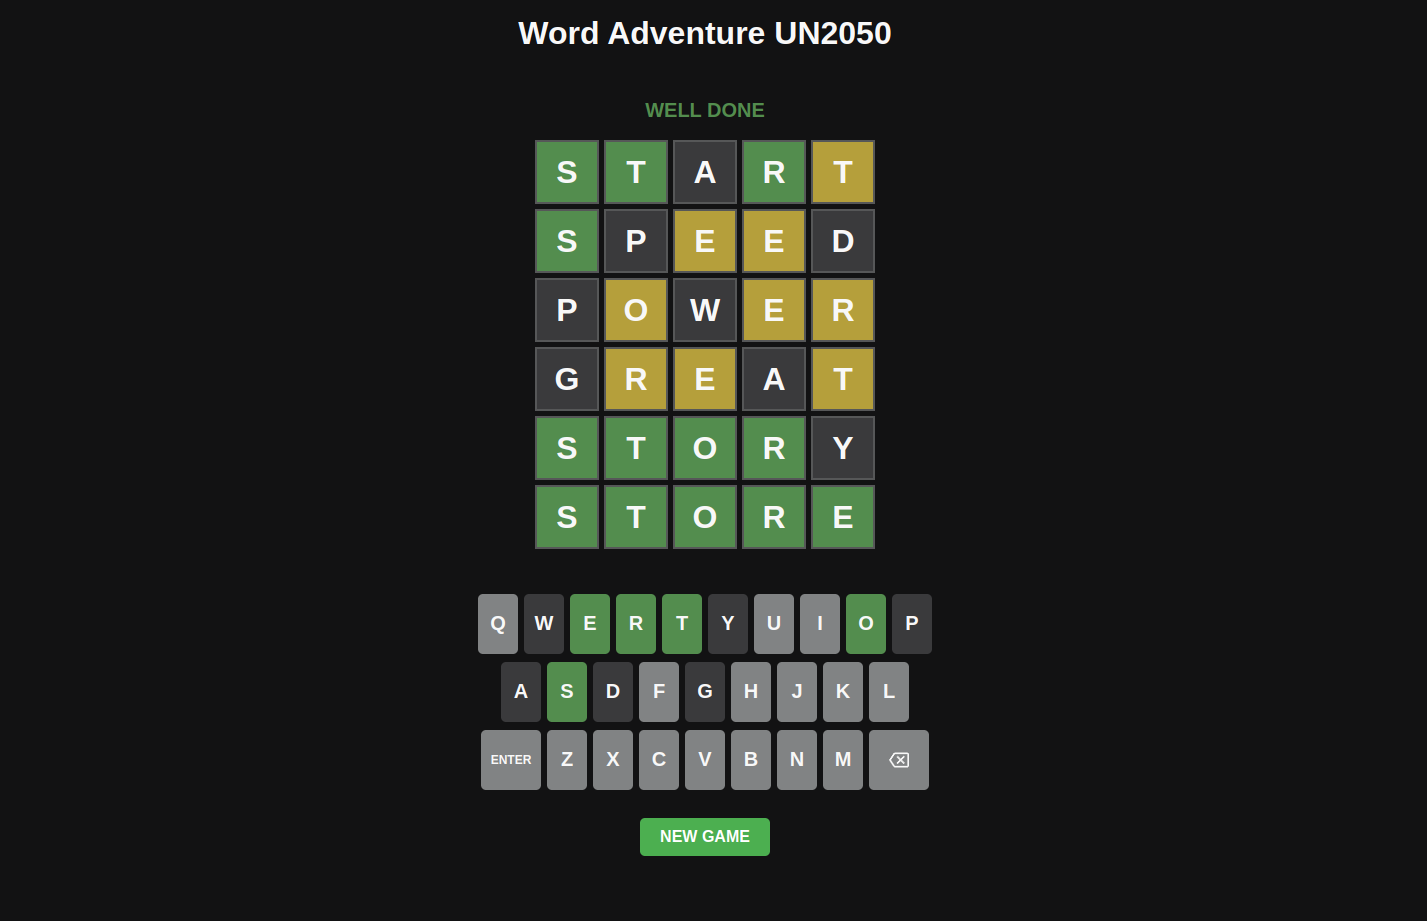 Word Adventure UN2050
WELL DONE
S T A R T
S P E E D
P O W E R
G R E A T
S T O R Y
S T O R E
Q W E R T Y U I O P
A S D F G H J K L
ENTER Z X C V B N M
NEW GAME